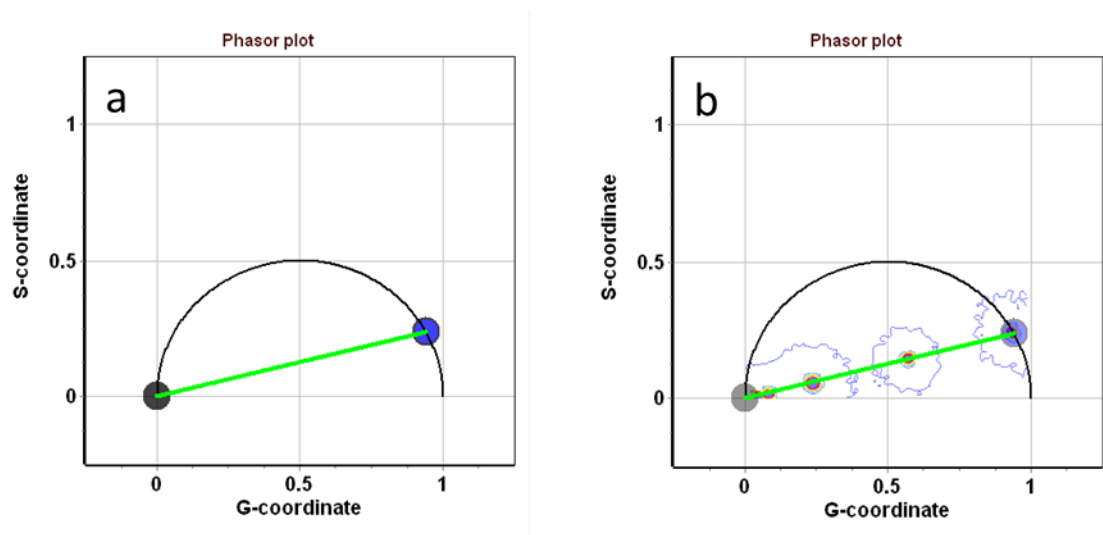 Phasor plot
a
1
0.5
0
S-coordinate
0 0.5 1
G-coordinate
Phasor plot
b
1
0.5
0
S-coordinate
0 0.5 1
G-coordinate